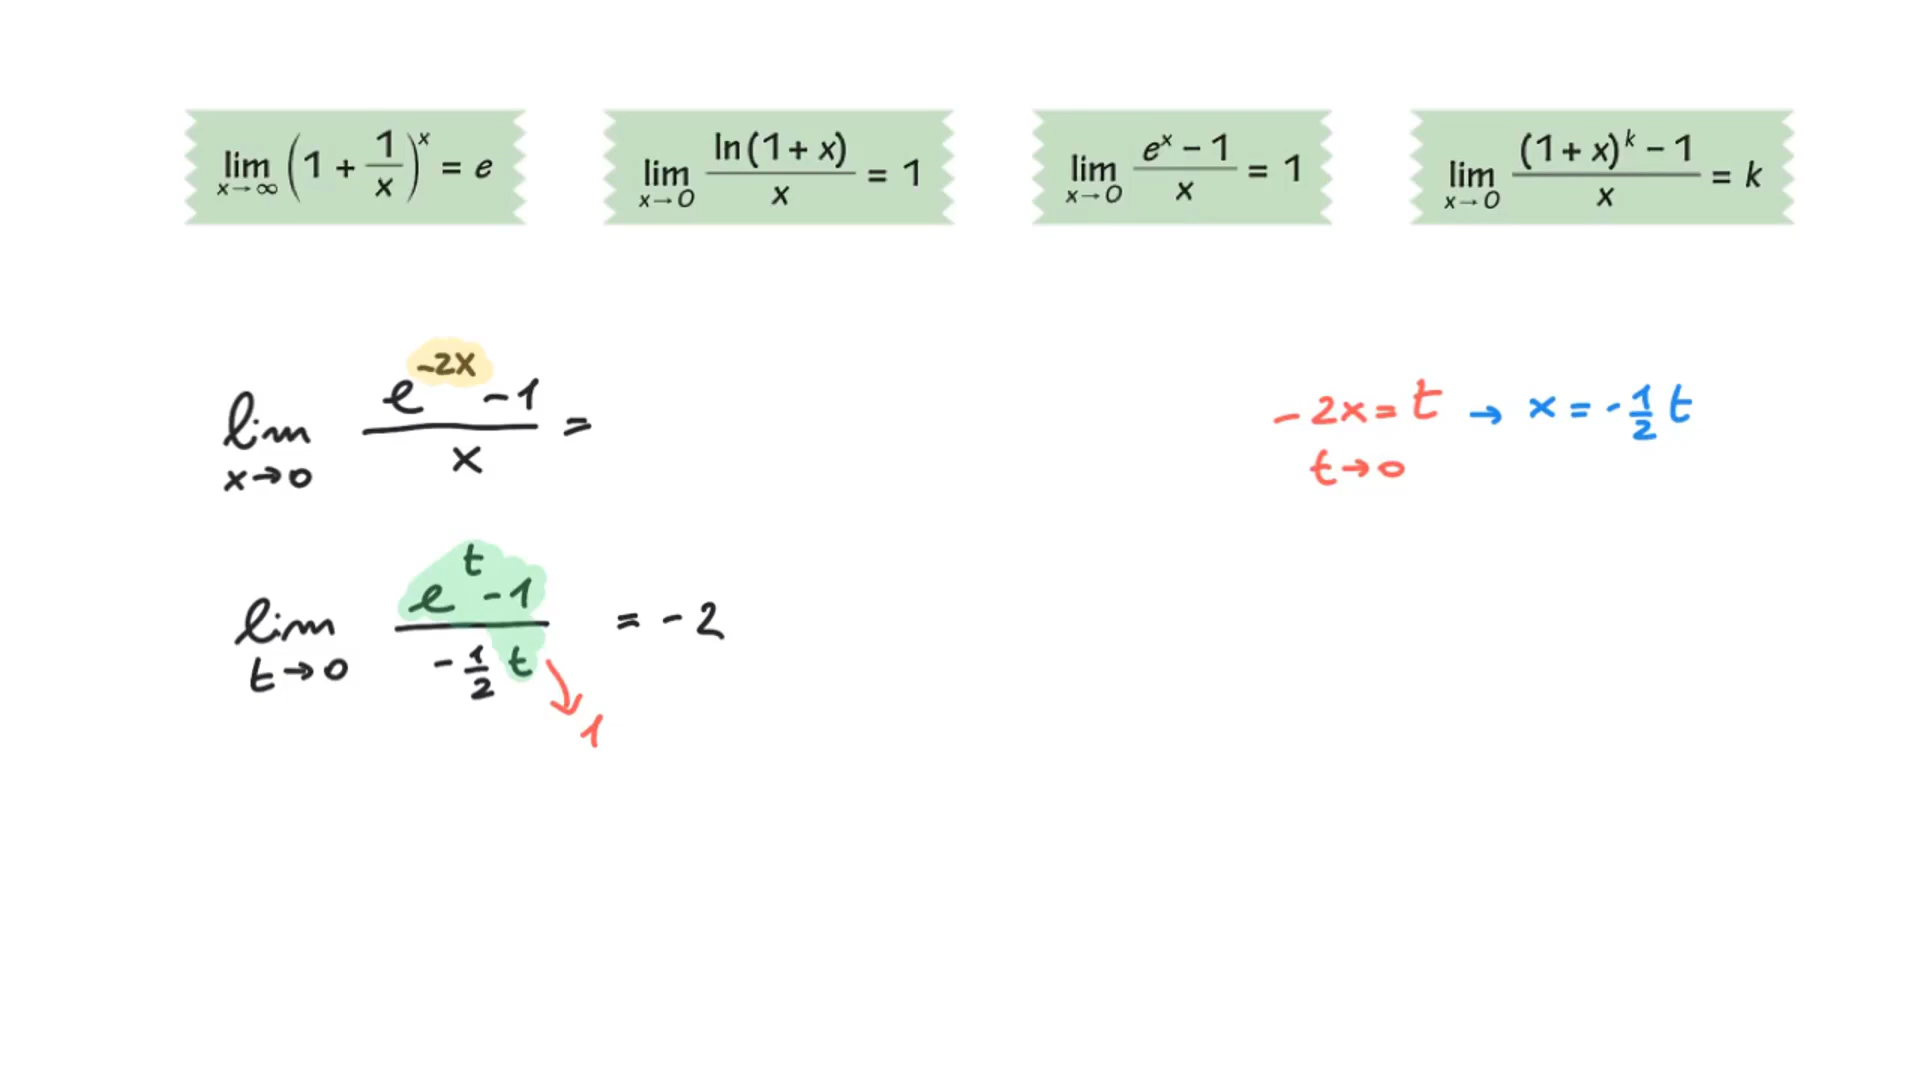 lim x→∞ (1 + 1/x)^x = e
lim x→0 ln(1 + x)/x = 1
lim x→0 (e^x − 1)/x = 1
lim x→0 ((1 + x)^k − 1)/x = k
lim x→0 (e^(-2x) - 1)/x =
-2x = t → x = -1/2 t
t→0
lim t→0 (e^t - 1)/(-1/2 t) = -2
1